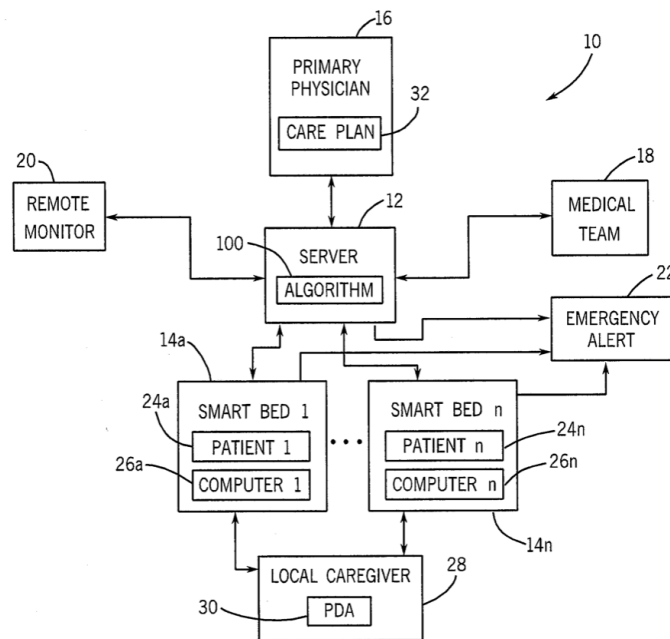 16
10
PRIMARY
PHYSICIAN
32
CARE PLAN
20
18
REMOTE
MONITOR
12
MEDICAL
TEAM
100
SERVER
ALGORITHM
22
EMERGENCY
ALERT
14a
SMART BED 1
SMART BED n
24a
PATIENT 1
PATIENT n
24n
26a
COMPUTER 1
COMPUTER n
26n
14n
LOCAL CAREGIVER
28
30
PDA